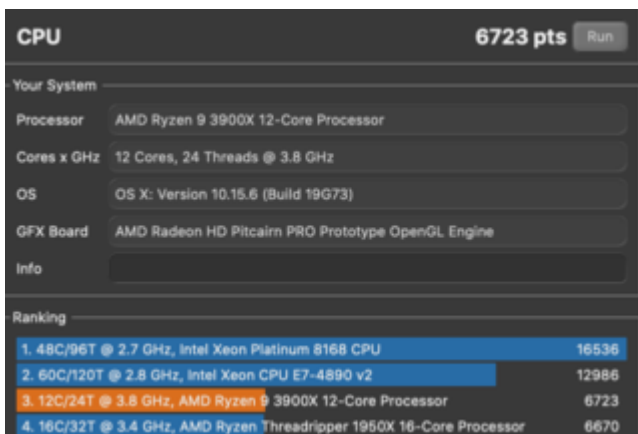 CPU 6723 pts Run
Your System
Processor AMD Ryzen 9 3900X 12-Core Processor
Cores x GHz 12 Cores, 24 Threads @ 3.8 GHz
OS OS X: Version 10.15.6 (Build 19G73)
GFX Board AMD Radeon HD Pitcairn PRO Prototype OpenGL Engine
Info
Ranking
1. 48C/96T @ 2.7 GHz, Intel Xeon Platinum 8168 CPU 16536
2. 60C/120T @ 2.8 GHz, Intel Xeon CPU E7-4890 v2 12986
3. 12C/24T @ 3.8 GHz, AMD Ryzen 9 3900X 12-Core Processor 6723
4. 16C/32T @ 3.4 GHz, AMD Ryzen Threadripper 1950X 16-Core Processor 6670